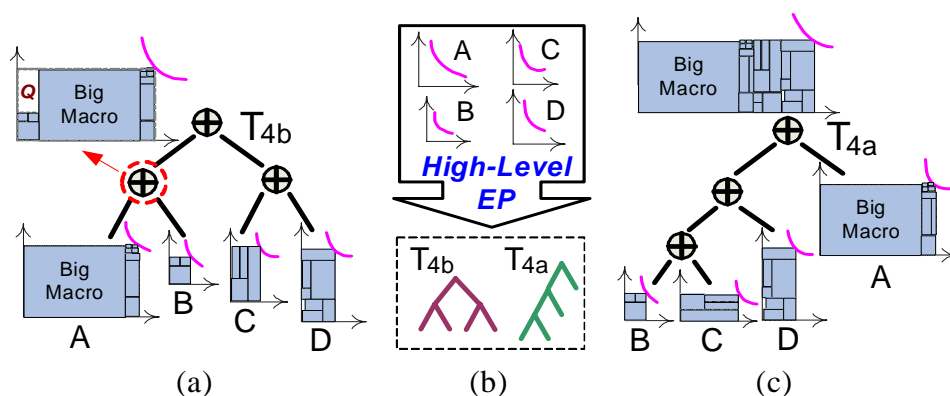 Q
Big
Macro
T4b
Big
Macro
A
B
C
D
(a)
A
C
B
D
High-Level
EP
T4b
T4a
(b)
Big
Macro
T4a
Big
Macro
A
B
C
D
(c)